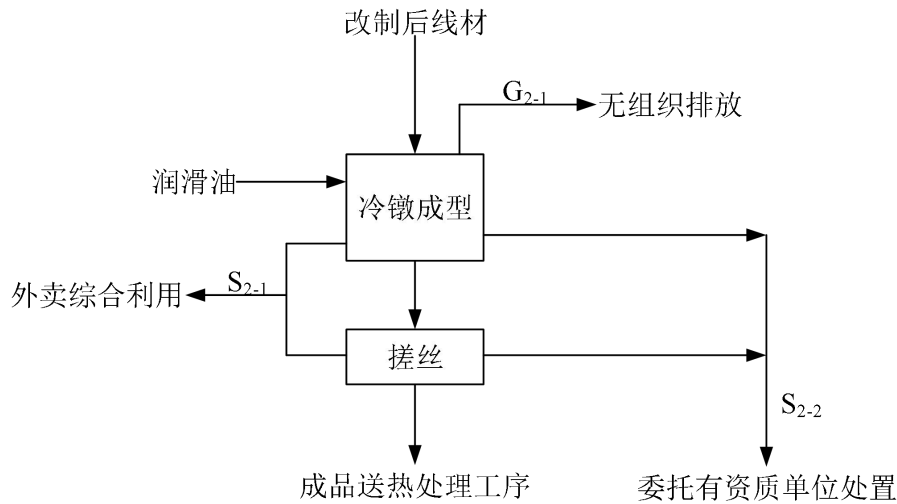 改制后线材
G2-1
无组织排放
润滑油
冷镦成型
S2-1
外卖综合利用
搓丝
S2-2
成品送热处理工序
委托有资质单位处置